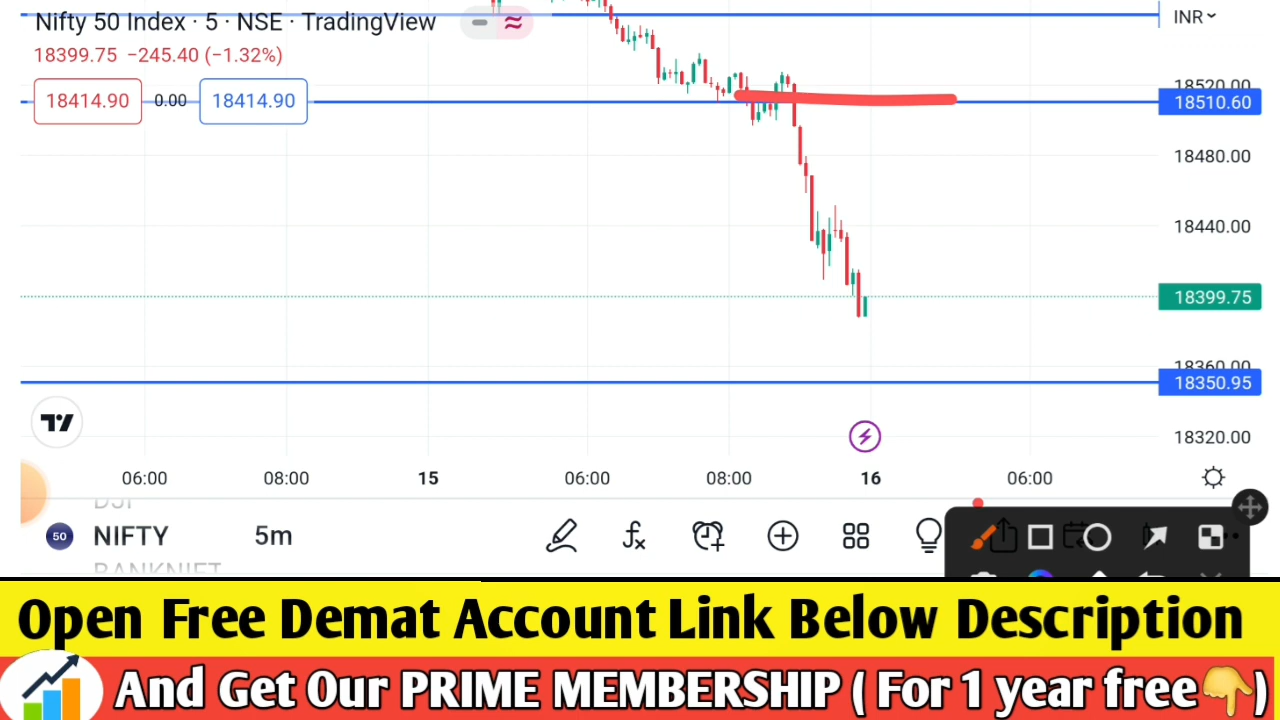 Nifty 50 Index · 5 · NSE · TradingView
INR
18399.75 −245.40 (−1.32%)
18414.90 0.00 18414.90
18520.00
18510.60
18480.00
18440.00
18399.75
18360.00
18350.95
18320.00
06:00 08:00 15 06:00 08:00 16 06:00
DJI
50 NIFTY 5m
BANKNIFT
Open Free Demat Account Link Below Description
And Get Our PRIME MEMBERSHIP ( For 1 year free👇)